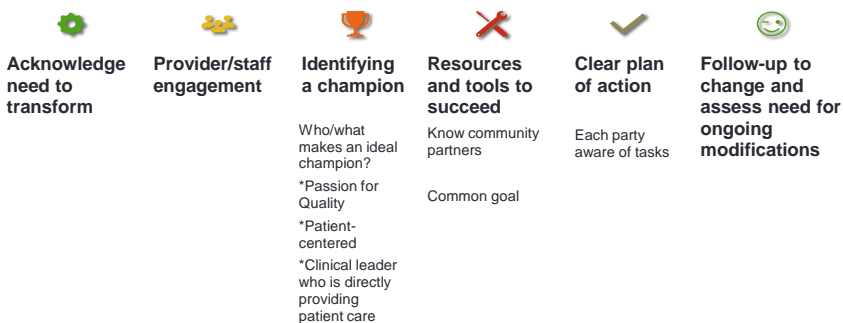 Acknowledge
need to
transform
Provider/staff
engagement
Identifying
a champion
Who/what
makes an ideal
champion?
*Passion for
Quality
*Patient-
centered
*Clinical leader
who is directly
providing
patient care
Resources
and tools to
succeed
Know community
partners
Common goal
Clear plan
of action
Each party
aware of tasks
Follow-up to
change and
assess need for
ongoing
modifications